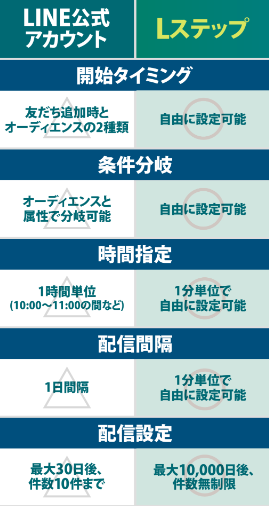 LINE公式
アカウント
Lステップ
開始タイミング
友だち追加時と
オーディエンスの2種類
自由に設定可能
条件分岐
オーディエンスと
属性で分岐可能
自由に設定可能
時間指定
1時間単位
(10:00〜11:00の間など)
1分単位で
自由に設定可能
配信間隔
1日間隔
1分単位で
自由に設定可能
配信設定
最大30日後、
件数10件まで
最大10,000日後、
件数無制限